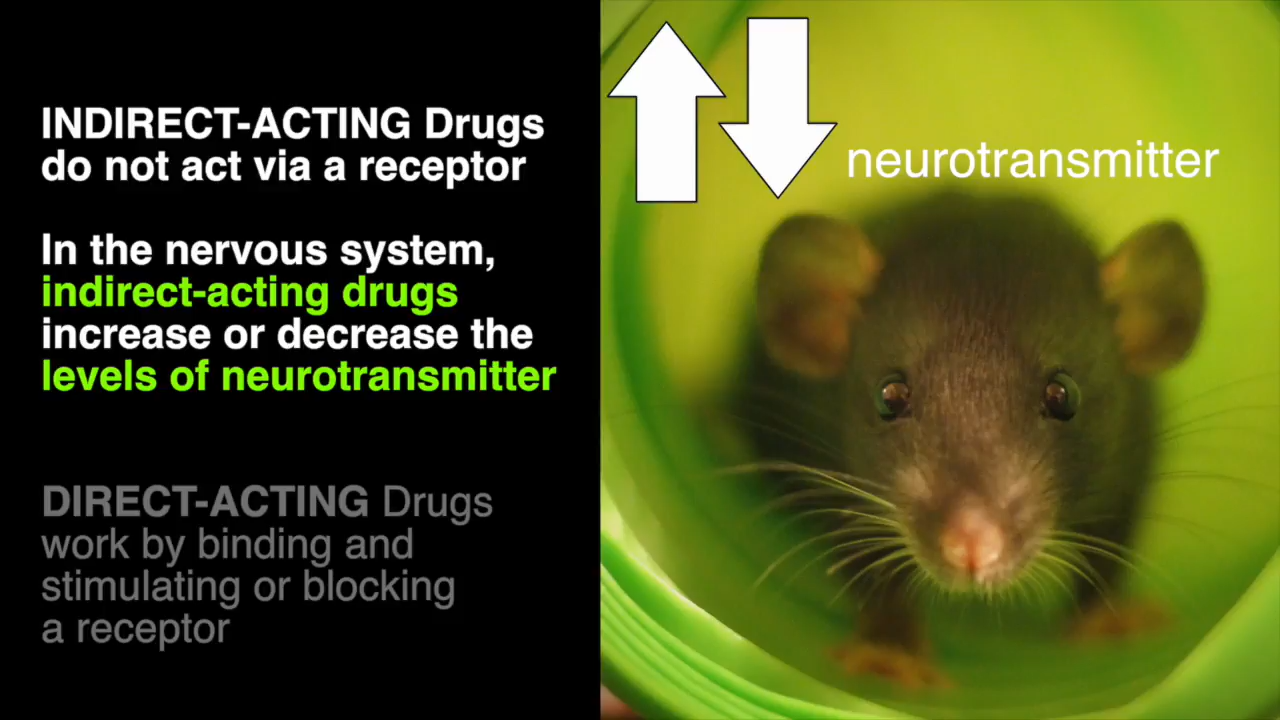 INDIRECT-ACTING Drugs
do not act via a receptor
In the nervous system,
indirect-acting drugs
increase or decrease the
levels of neurotransmitter
DIRECT-ACTING Drugs
work by binding and
stimulating or blocking
a receptor
neurotransmitter